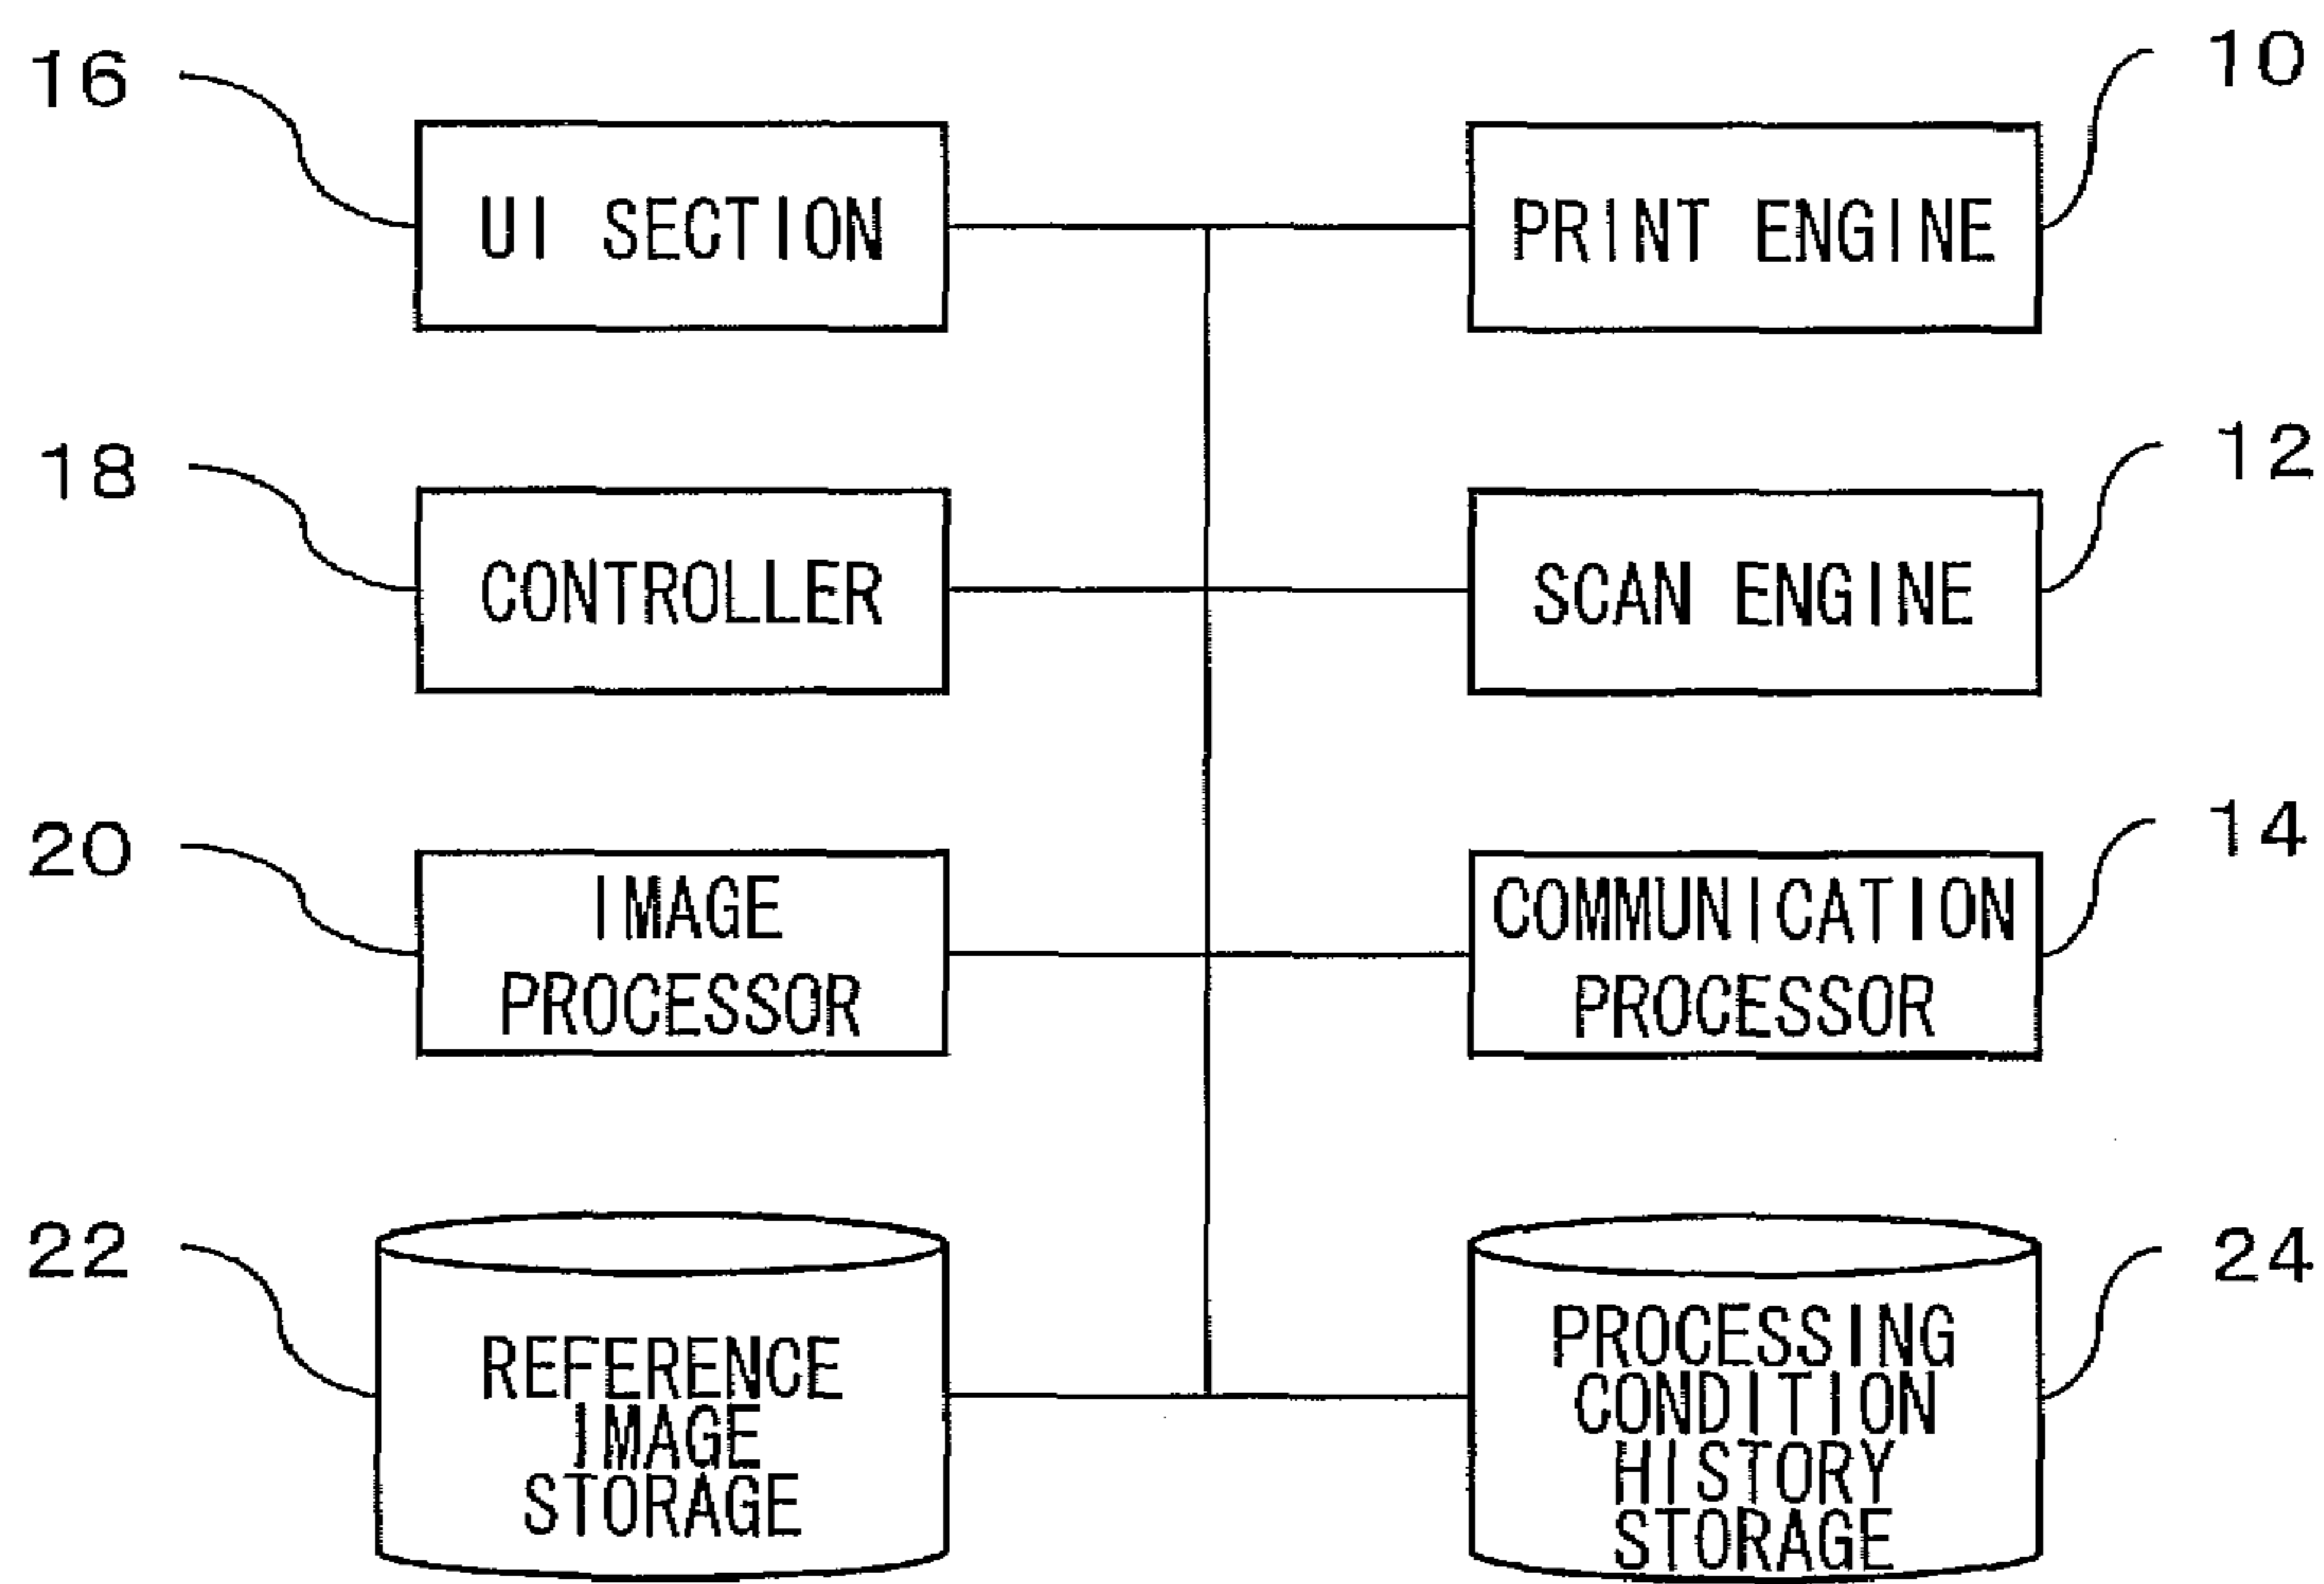 16
UI SECTION
PRINT ENGINE
10
18
CONTROLLER
SCAN ENGINE
12
20
IMAGE
PROCESSOR
COMMUNICATION
PROCESSOR
14
22
REFERENCE
IMAGE
STORAGE
PROCESSING
CONDITION
HISTORY
STORAGE
24